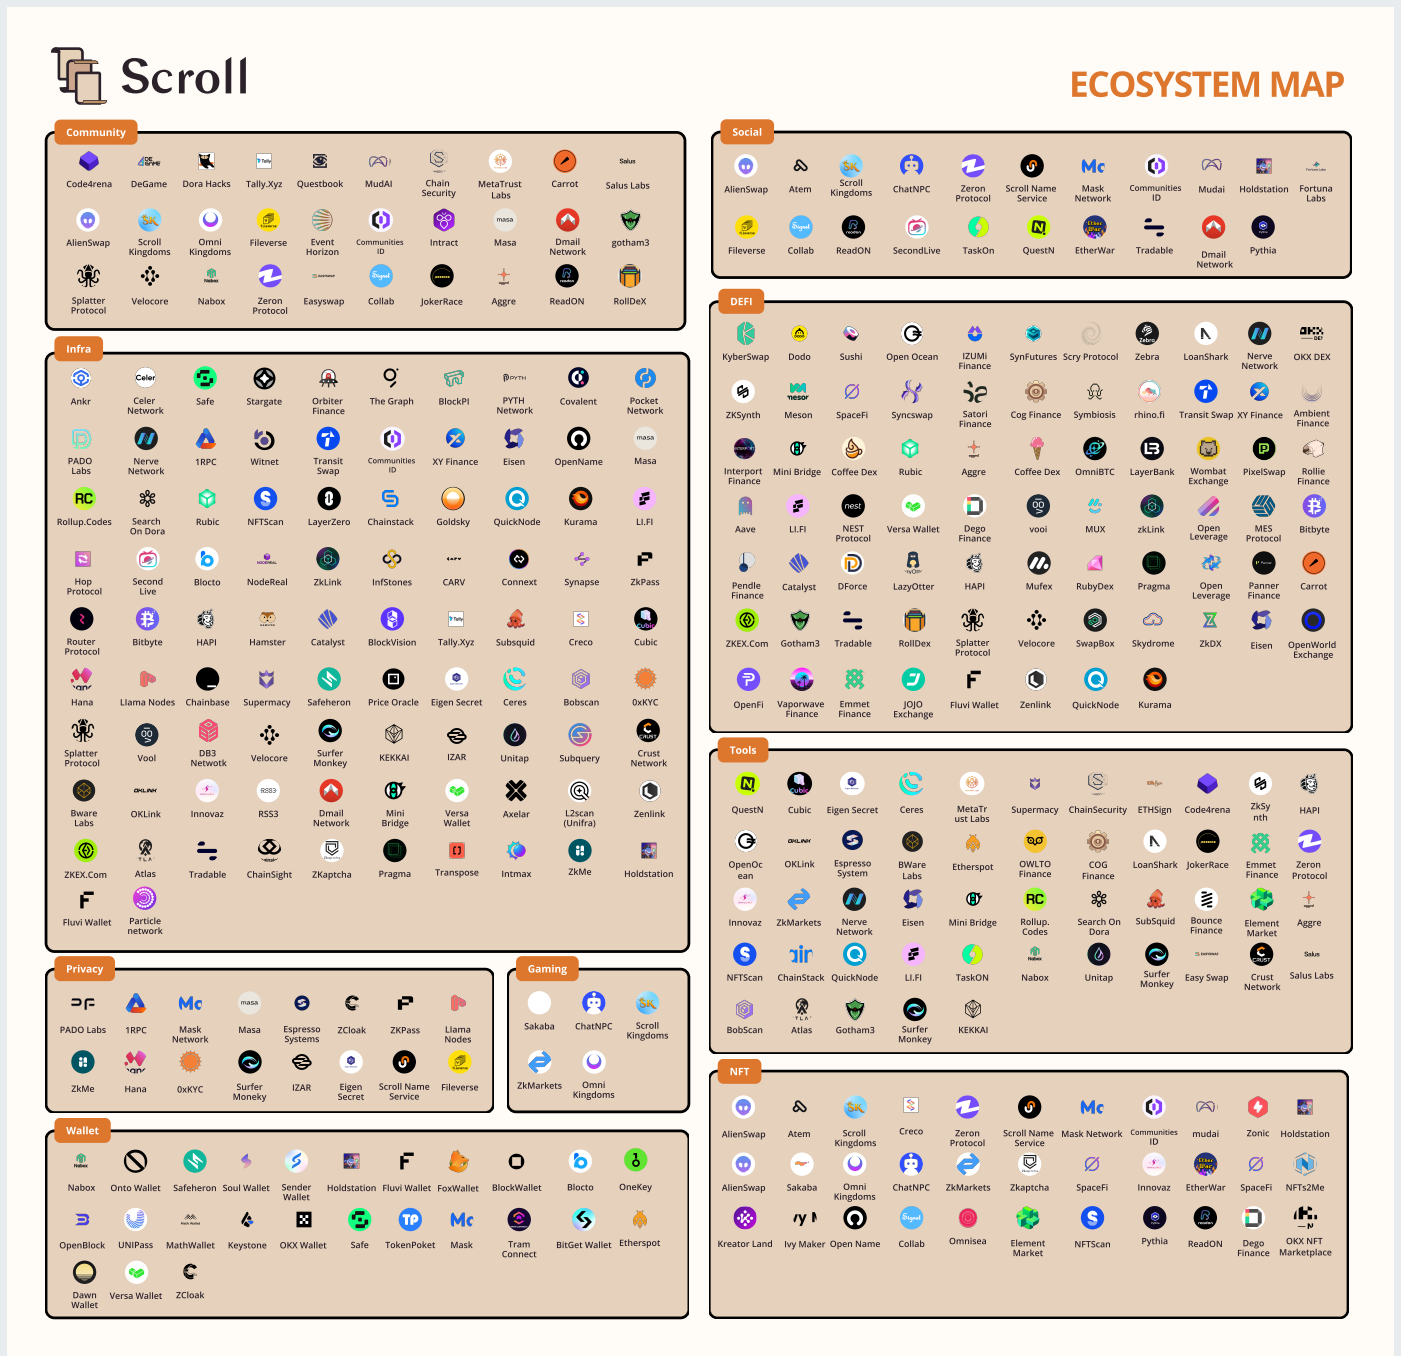 Scroll
ECOSYSTEM MAP
Community
Code4rena DeGame Dora Hacks Tally.Xyz Questbook MudAI Chain Security MetaTrust Labs Carrot Salus Labs
AlienSwap Scroll Kingdoms Omni Kingdoms Fileverse Event Horizon Communities ID Intract Masa Dmail Network gotham3
Splatter Protocol Velocore Nabox Zeron Protocol Easyswap Collab JokerRace Aggre ReadON RollDeX
Infra
Ankr Celer Network Safe Stargate Orbiter Finance The Graph BlockPI PYTH Network Covalent Pocket Network
PADO Labs Nerve Network 1RPC Witnet Transit Swap Communities ID XY Finance Eisen OpenName Masa
Rollup.Codes Search On Dora Rubic NFTScan LayerZero Chainstack Goldsky QuickNode Kurama LI.FI
Hop Protocol Second Live Blocto NodeReal ZkLink InfStones CARV Connext Synapse ZkPass
Router Protocol Bitbyte HAPI Hamster Catalyst BlockVision Tally.Xyz Subsquid Creco Cubic
Hana Llama Nodes Chainbase Supermacy Safeheron Price Oracle Eigen Secret Ceres Bobscan 0xKYC
Splatter Protocol Vool DB3 Netwotk Velocore Surfer Monkey KEKKAI IZAR Unitap Subquery Crust Network
Bware Labs OKLink Innovaz RSS3 Dmail Network Mini Bridge Versa Wallet Axelar L2scan (Unifra) Zenlink
ZKEX.Com Atlas Tradable ChainSight ZKaptcha Pragma Transpose Intmax ZkMe Holdstation
Fluvi Wallet Particle network
Privacy
PADO Labs 1RPC Mask Network Masa Espresso Systems ZCloak ZKPass Llama Nodes
ZkMe Hana 0xKYC Surfer Moneky IZAR Eigen Secret Scroll Name Service Fileverse
Gaming
Sakaba ChatNPC Scroll Kingdoms
ZkMarkets Omni Kingdoms
Wallet
Nabox Onto Wallet Safeheron Soul Wallet Sender Wallet Holdstation Fluvi Wallet FoxWallet BlockWallet Blocto OneKey
OpenBlock UNIPass MathWallet Keystone OKX Wallet Safe TokenPoket Mask Tram Connect BitGet Wallet Etherspot
Dawn Wallet Versa Wallet ZCloak
Social
AlienSwap Atem Scroll Kingdoms ChatNPC Zeron Protocol Scroll Name Service Mask Network Communities ID Mudai Holdstation Fortuna Labs
Fileverse Collab ReadON SecondLive TaskOn QuestN EtherWar Tradable Dmail Network Pythia
DEFI
KyberSwap Dodo Sushi Open Ocean IZUMi Finance SynFutures Scry Protocol Zebra LoanShark Nerve Network OKX DEX
ZKSynth Meson SpaceFi Syncswap Satori Finance Cog Finance Symbiosis rhino.fi Transit Swap XY Finance Ambient Finance
Interport Finance Mini Bridge Coffee Dex Rubic Aggre Coffee Dex OmniBTC LayerBank Wombat Exchange PixelSwap Rollie Finance
Aave LI.FI NEST Protocol Versa Wallet Dego Finance vooi MUX zkLink Open Leverage MES Protocol Bitbyte
Pendle Finance Catalyst DForce LazyOtter HAPI Mufex RubyDex Pragma Open Leverage Panner Finance Carrot
ZKEX.Com Gotham3 Tradable RollDex Splatter Protocol Velocore SwapBox Skydrome ZkDX Eisen OpenWorld Exchange
OpenFi Vaporwave Finance Emmet Finance JOJO Exchange Fluvi Wallet Zenlink QuickNode Kurama
Tools
QuestN Cubic Eigen Secret Ceres MetaTr ust Labs Supermacy ChainSecurity ETHSign Code4rena ZkSy nth HAPI
OpenOc ean OKLink Espresso System BWare Labs Etherspot OWLTO Finance COG Finance LoanShark JokerRace Emmet Finance Zeron Protocol
Innovaz ZkMarkets Nerve Network Eisen Mini Bridge Rollup. Codes Search On Dora SubSquid Bounce Finance Element Market Aggre
NFTScan ChainStack QuickNode LI.FI TaskON Nabox Unitap Surfer Monkey Easy Swap Crust Network Salus Labs
BobScan Atlas Gotham3 Surfer Monkey KEKKAI
NFT
AlienSwap Atem Scroll Kingdoms Creco Zeron Protocol Scroll Name Service Mask Network Communities ID mudai Zonic Holdstation
AlienSwap Sakaba Omni Kingdoms ChatNPC ZkMarkets Zkaptcha SpaceFi Innovaz EtherWar SpaceFi NFTs2Me
Kreator Land Ivy Maker Open Name Collab Omnisea Element Market NFTScan Pythia ReadON Dego Finance OKX NFT Marketplace